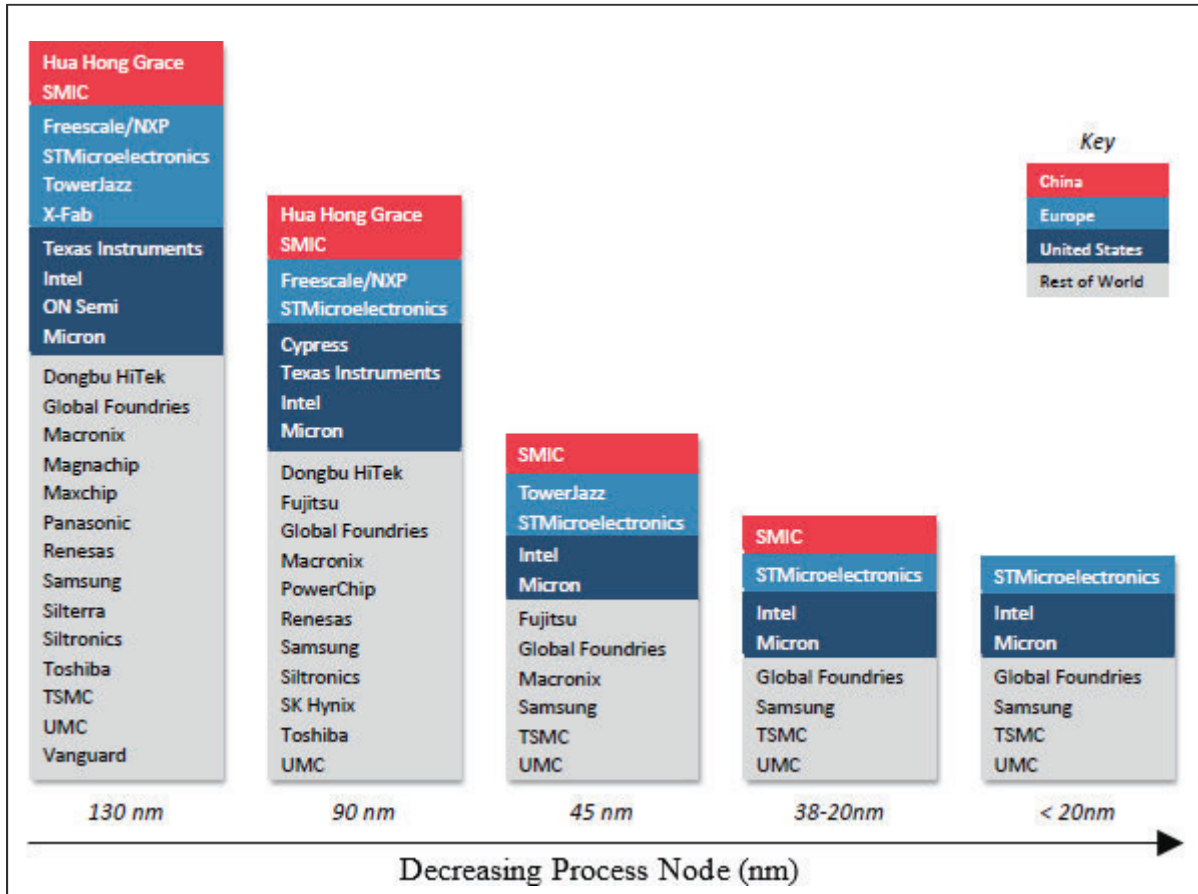 Hua Hong Grace
SMIC
Freescale/NXP
STMicroelectronics
TowerJazz
X-Fab
Texas Instruments
Intel
ON Semi
Micron
Dongbu HiTek
Global Foundries
Macronix
Magnachip
Maxchip
Panasonic
Renesas
Samsung
Silterra
Siltronics
Toshiba
TSMC
UMC
Vanguard
130 nm
Hua Hong Grace
SMIC
Freescale/NXP
STMicroelectronics
Cypress
Texas Instruments
Intel
Micron
Dongbu HiTek
Fujitsu
Global Foundries
Macronix
PowerChip
Renesas
Samsung
Siltronics
SK Hynix
Toshiba
UMC
90 nm
SMIC
TowerJazz
STMicroelectronics
Intel
Micron
Fujitsu
Global Foundries
Macronix
Samsung
TSMC
UMC
45 nm
SMIC
STMicroelectronics
Intel
Micron
Global Foundries
Samsung
TSMC
UMC
38-20nm
STMicroelectronics
Intel
Micron
Global Foundries
Samsung
TSMC
UMC
< 20nm
Key
China
Europe
United States
Rest of World
Decreasing Process Node (nm)